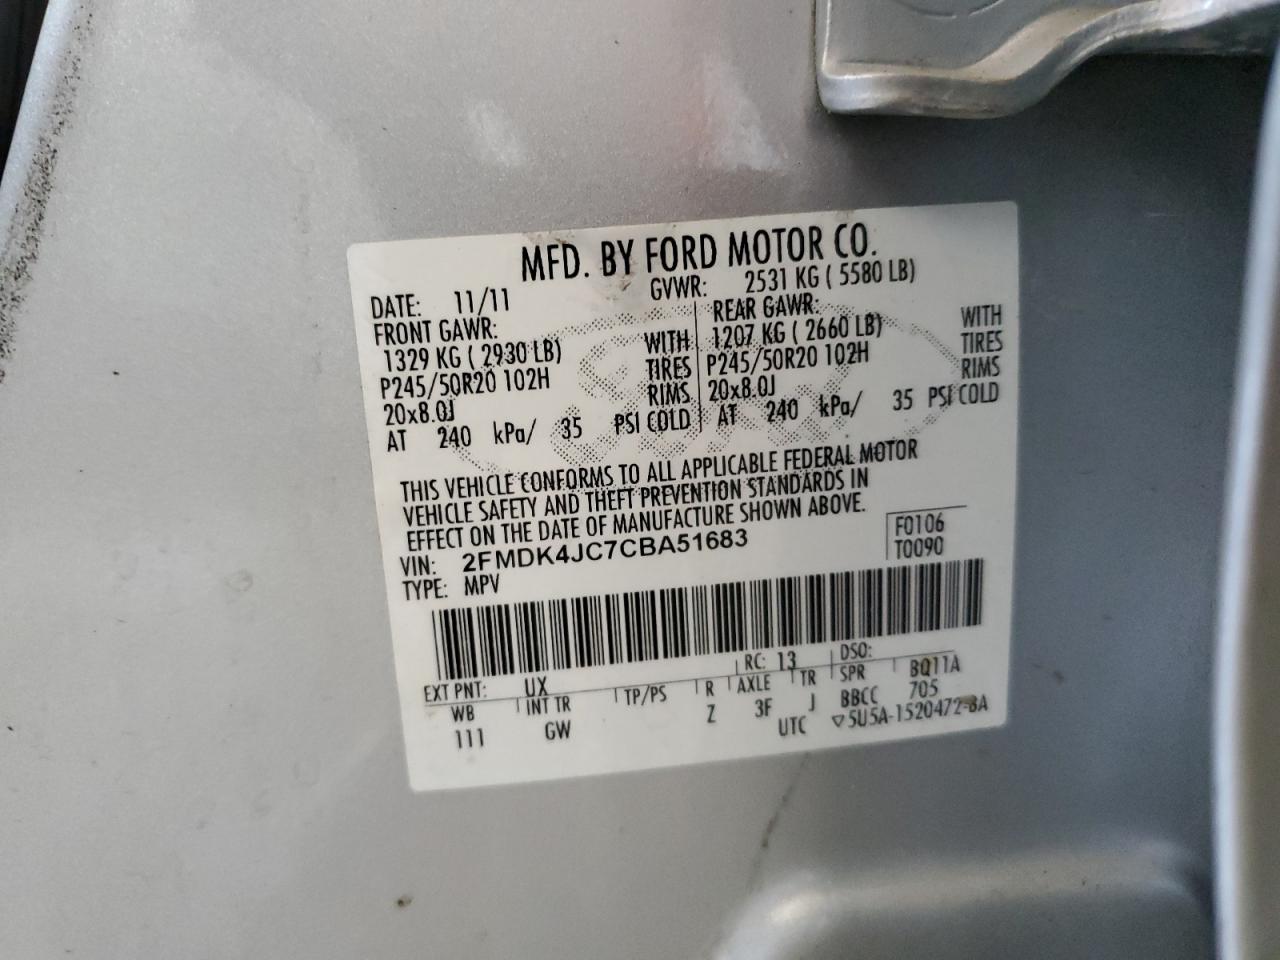 MFD. BY FORD MOTOR CO.
DATE: 11/11 GVWR: 2531 KG ( 5580 LB)
FRONT GAWR: REAR GAWR:
1329 KG ( 2930 LB) WITH 1207 KG ( 2660 LB) WITH
P245/50R20 102H TIRES P245/50R20 102H TIRES
20x8.0J RIMS 20x8.0J RIMS
AT 240 kPa/ 35 PSI COLD AT 240 kPa/ 35 PSI COLD
THIS VEHICLE CONFORMS TO ALL APPLICABLE FEDERAL MOTOR
VEHICLE SAFETY AND THEFT PREVENTION STANDARDS IN
EFFECT ON THE DATE OF MANUFACTURE SHOWN ABOVE.
F0106
VIN: 2FMDK4JC7CBA51683 T0090
TYPE: MPV
EXT PNT: UX RC: 13 DSO: BQ11A
WB INT TR TP/PS R AXLE TR SPR 705
111 GW Z 3F J BBCC
UTC ▽5U5A-1520472-BA